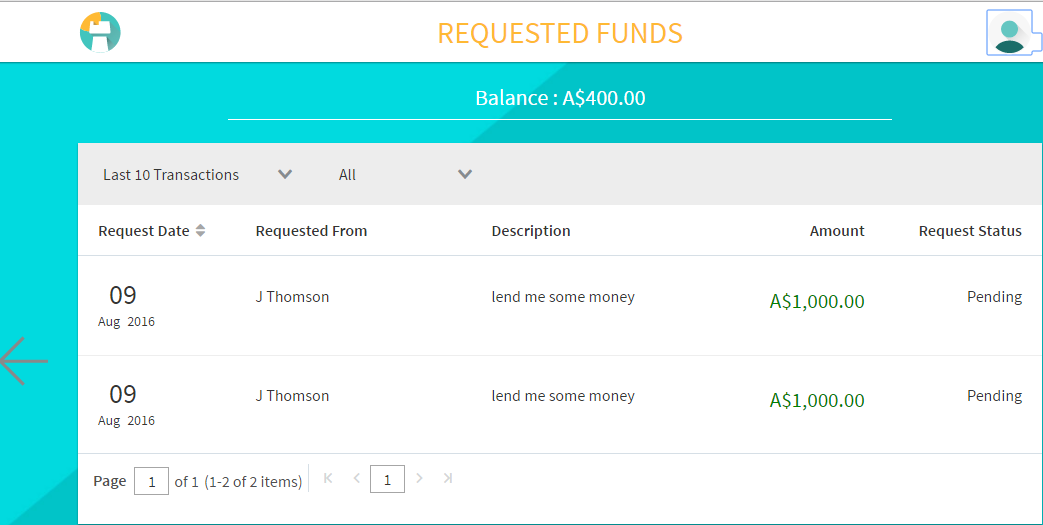 REQUESTED FUNDS
Balance : A$400.00
Last 10 Transactions All
Request Date Requested From Description Amount Request Status
09
Aug 2016 J Thomson lend me some money A$1,000.00 Pending
09
Aug 2016 J Thomson lend me some money A$1,000.00 Pending
Page 1 of 1 (1-2 of 2 items) 1